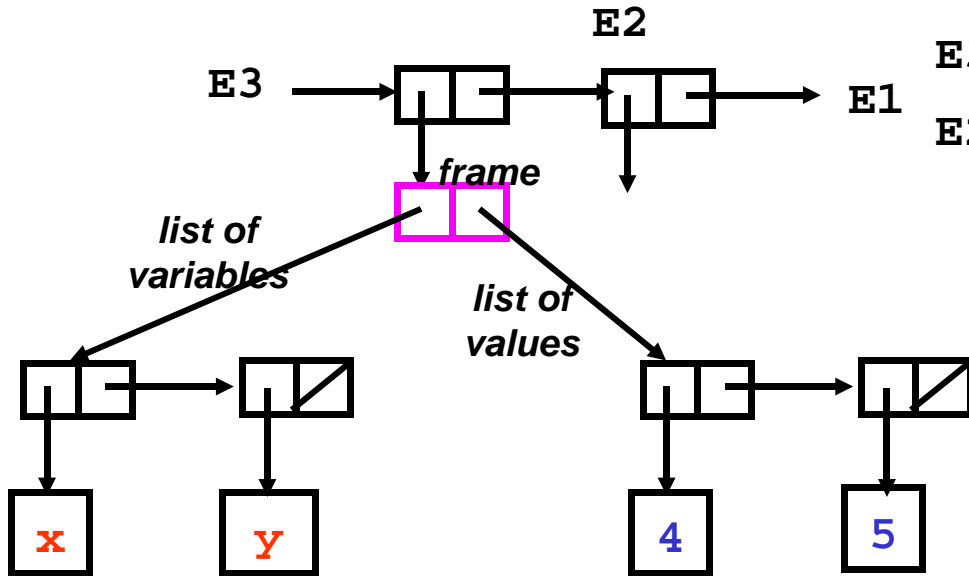 E2
E3
E1
frame
list of
variables
list of
values
x
y
4
5